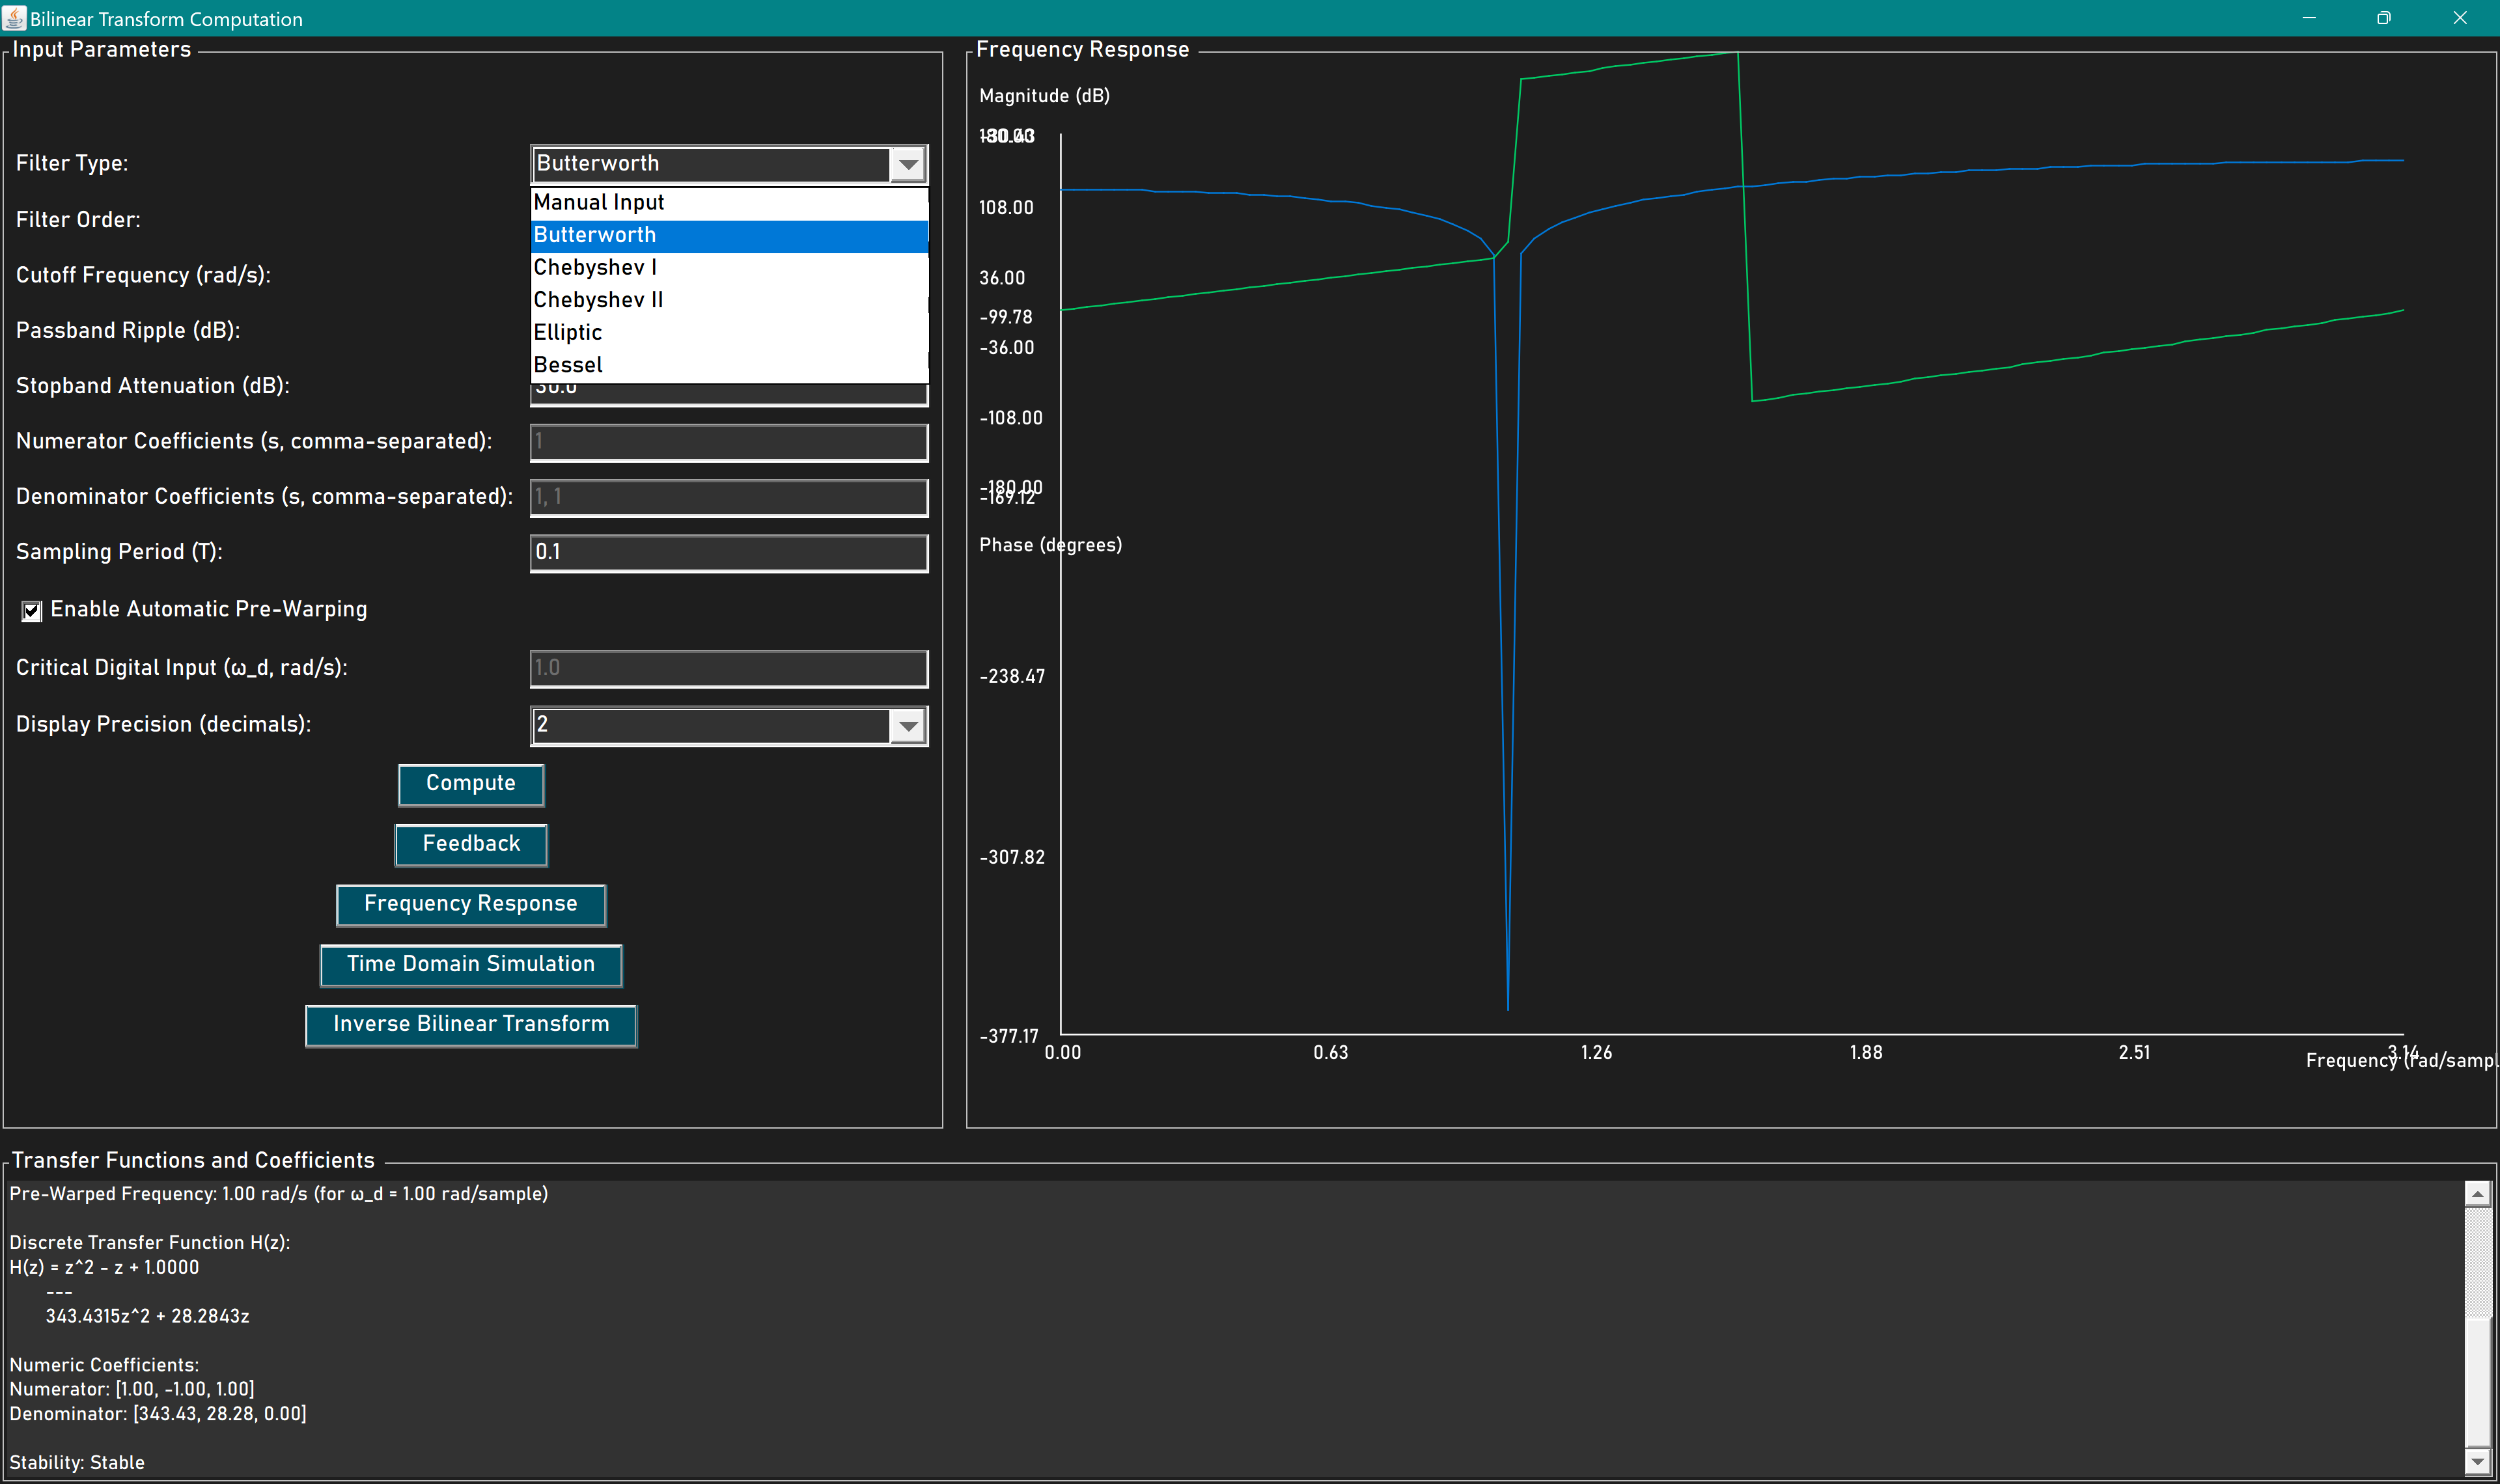 Bilinear Transform Computation
Input Parameters
Filter Type:
Butterworth
Manual Input
Butterworth
Chebyshev I
Chebyshev II
Elliptic
Bessel
Filter Order:
Cutoff Frequency (rad/s):
Passband Ripple (dB):
Stopband Attenuation (dB):
30.0
Numerator Coefficients (s, comma-separated):
1
Denominator Coefficients (s, comma-separated):
1, 1
Sampling Period (T):
0.1
Enable Automatic Pre-Warping
Critical Digital Input (ω_d, rad/s):
1.0
Display Precision (decimals):
2
Compute
Feedback
Frequency Response
Time Domain Simulation
Inverse Bilinear Transform
Frequency Response
Magnitude (dB)
180.00
108.00
36.00
-99.78
-36.00
-108.00
-180.00
-169.12
Phase (degrees)
-238.47
-307.82
-377.17
0.00
0.63
1.26
1.88
2.51
3.14
Frequency (rad/sampl
Transfer Functions and Coefficients
Pre-Warped Frequency: 1.00 rad/s (for ω_d = 1.00 rad/sample)
Discrete Transfer Function H(z):
H(z) = z^2 - z + 1.0000
---
343.4315z^2 + 28.2843z
Numeric Coefficients:
Numerator: [1.00, -1.00, 1.00]
Denominator: [343.43, 28.28, 0.00]
Stability: Stable